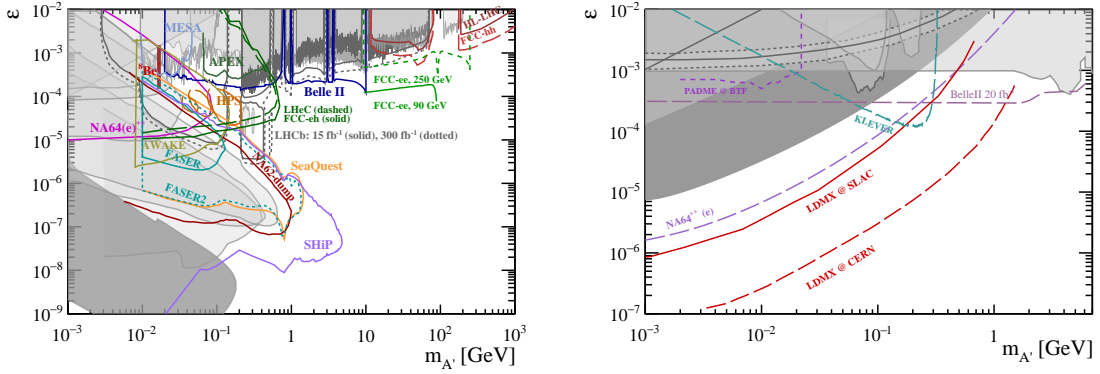 ε
10⁻²
10⁻³
10⁻⁴
10⁻⁵
10⁻⁶
10⁻⁷
10⁻⁸
10⁻⁹
MESA
APEX
HPS
Belle II
HL-LHC
FCC-hh
FCC-ee, 250 GeV
FCC-ee, 90 GeV
LHeC (dashed)
FCC-eh (solid)
LHCb: 15 fb⁻¹ (solid), 300 fb⁻¹ (dotted)
NA64(e)
AWAKE
FASER
FASER2
NA62-dump
SeaQuest
SHiP
10⁻³ 10⁻² 10⁻¹ 1 10 10² 10³
m_A' [GeV]
ε
10⁻²
10⁻³
10⁻⁴
10⁻⁵
10⁻⁶
10⁻⁷
PADME @ BTF
BelleII 20 fb
KLEVER
NA64⁺⁺ (e)
LDMX @ SLAC
LDMX @ CERN
10⁻³ 10⁻² 10⁻¹ 1
m_A' [GeV]